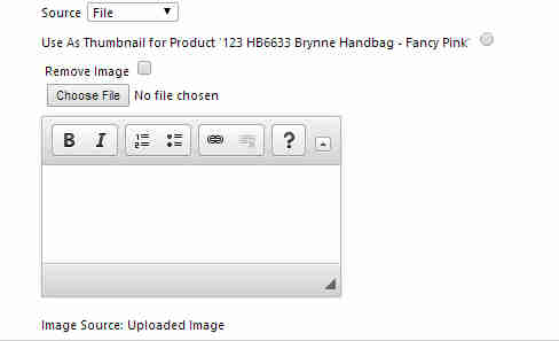 Source File
Use As Thumbnail for Product '123 HB6633 Brynne Handbag - Fancy Pink'
Remove Image
Choose File No file chosen
B I ?
Image Source: Uploaded Image